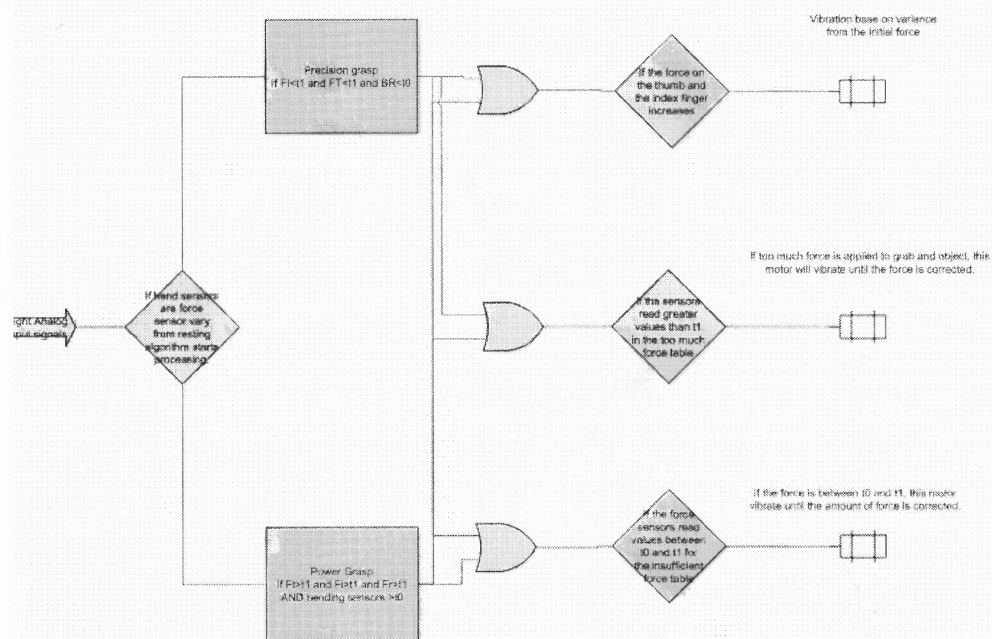 Vibration base on variance
from the initial force
Precision grasp
If FI<t1 and FT<t1 and BR<t0
If the force on
the thumb and
the index finger
increases
If too much force is applied to grab and object, this
motor will vibrate until the force is corrected.
If bend sensors
are force
sensor vary
from resting
algorithm starts
processing.
ight Analog
nput signals
If the sensors
read greater
values than t1
in the too much
force table
If the force is between t0 and t1, this motor
vibrate until the amount of force is corrected.
If the force
sensors read
values between
t0 and t1 for
the insufficient
force table
Power Grasp
If Ft>t1 and Fi>t1 and Fr>t1
AND bending sensors >t0